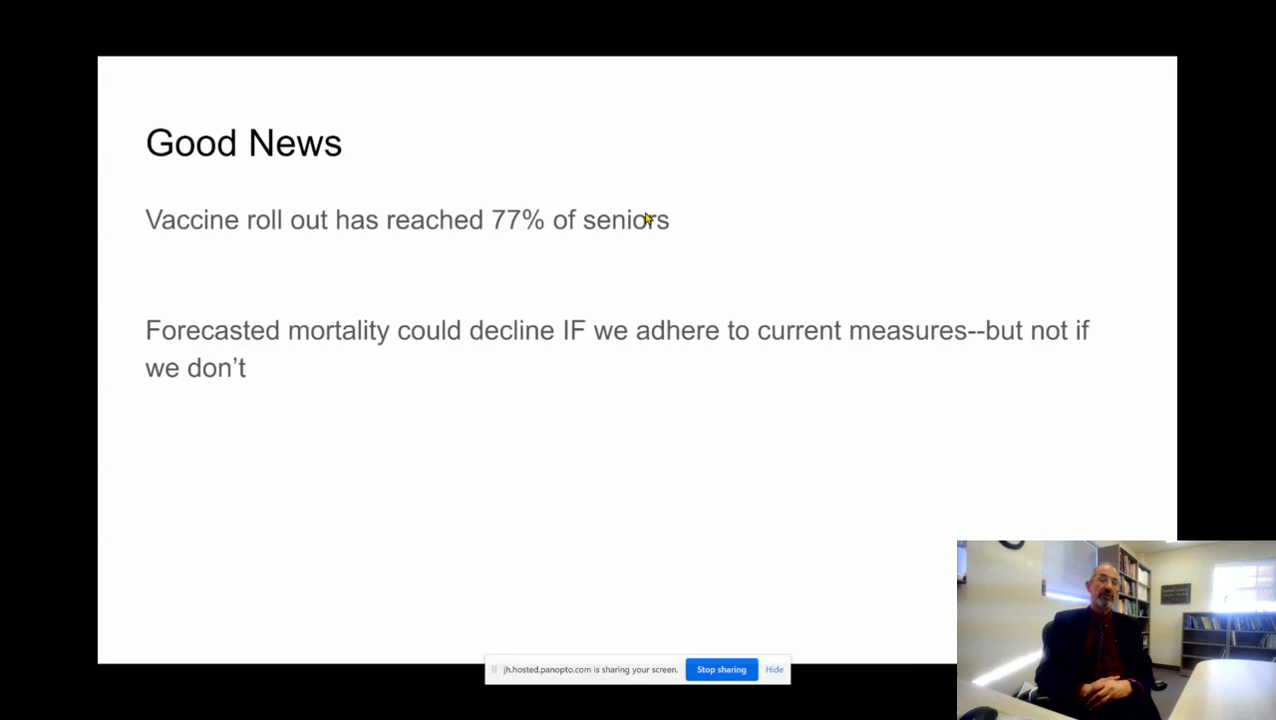 Good News
Vaccine roll out has reached 77% of seniors
Forecasted mortality could decline IF we adhere to current measures--but not if
we don’t
jh.hosted.panopto.com is sharing your screen. Stop sharing Hide